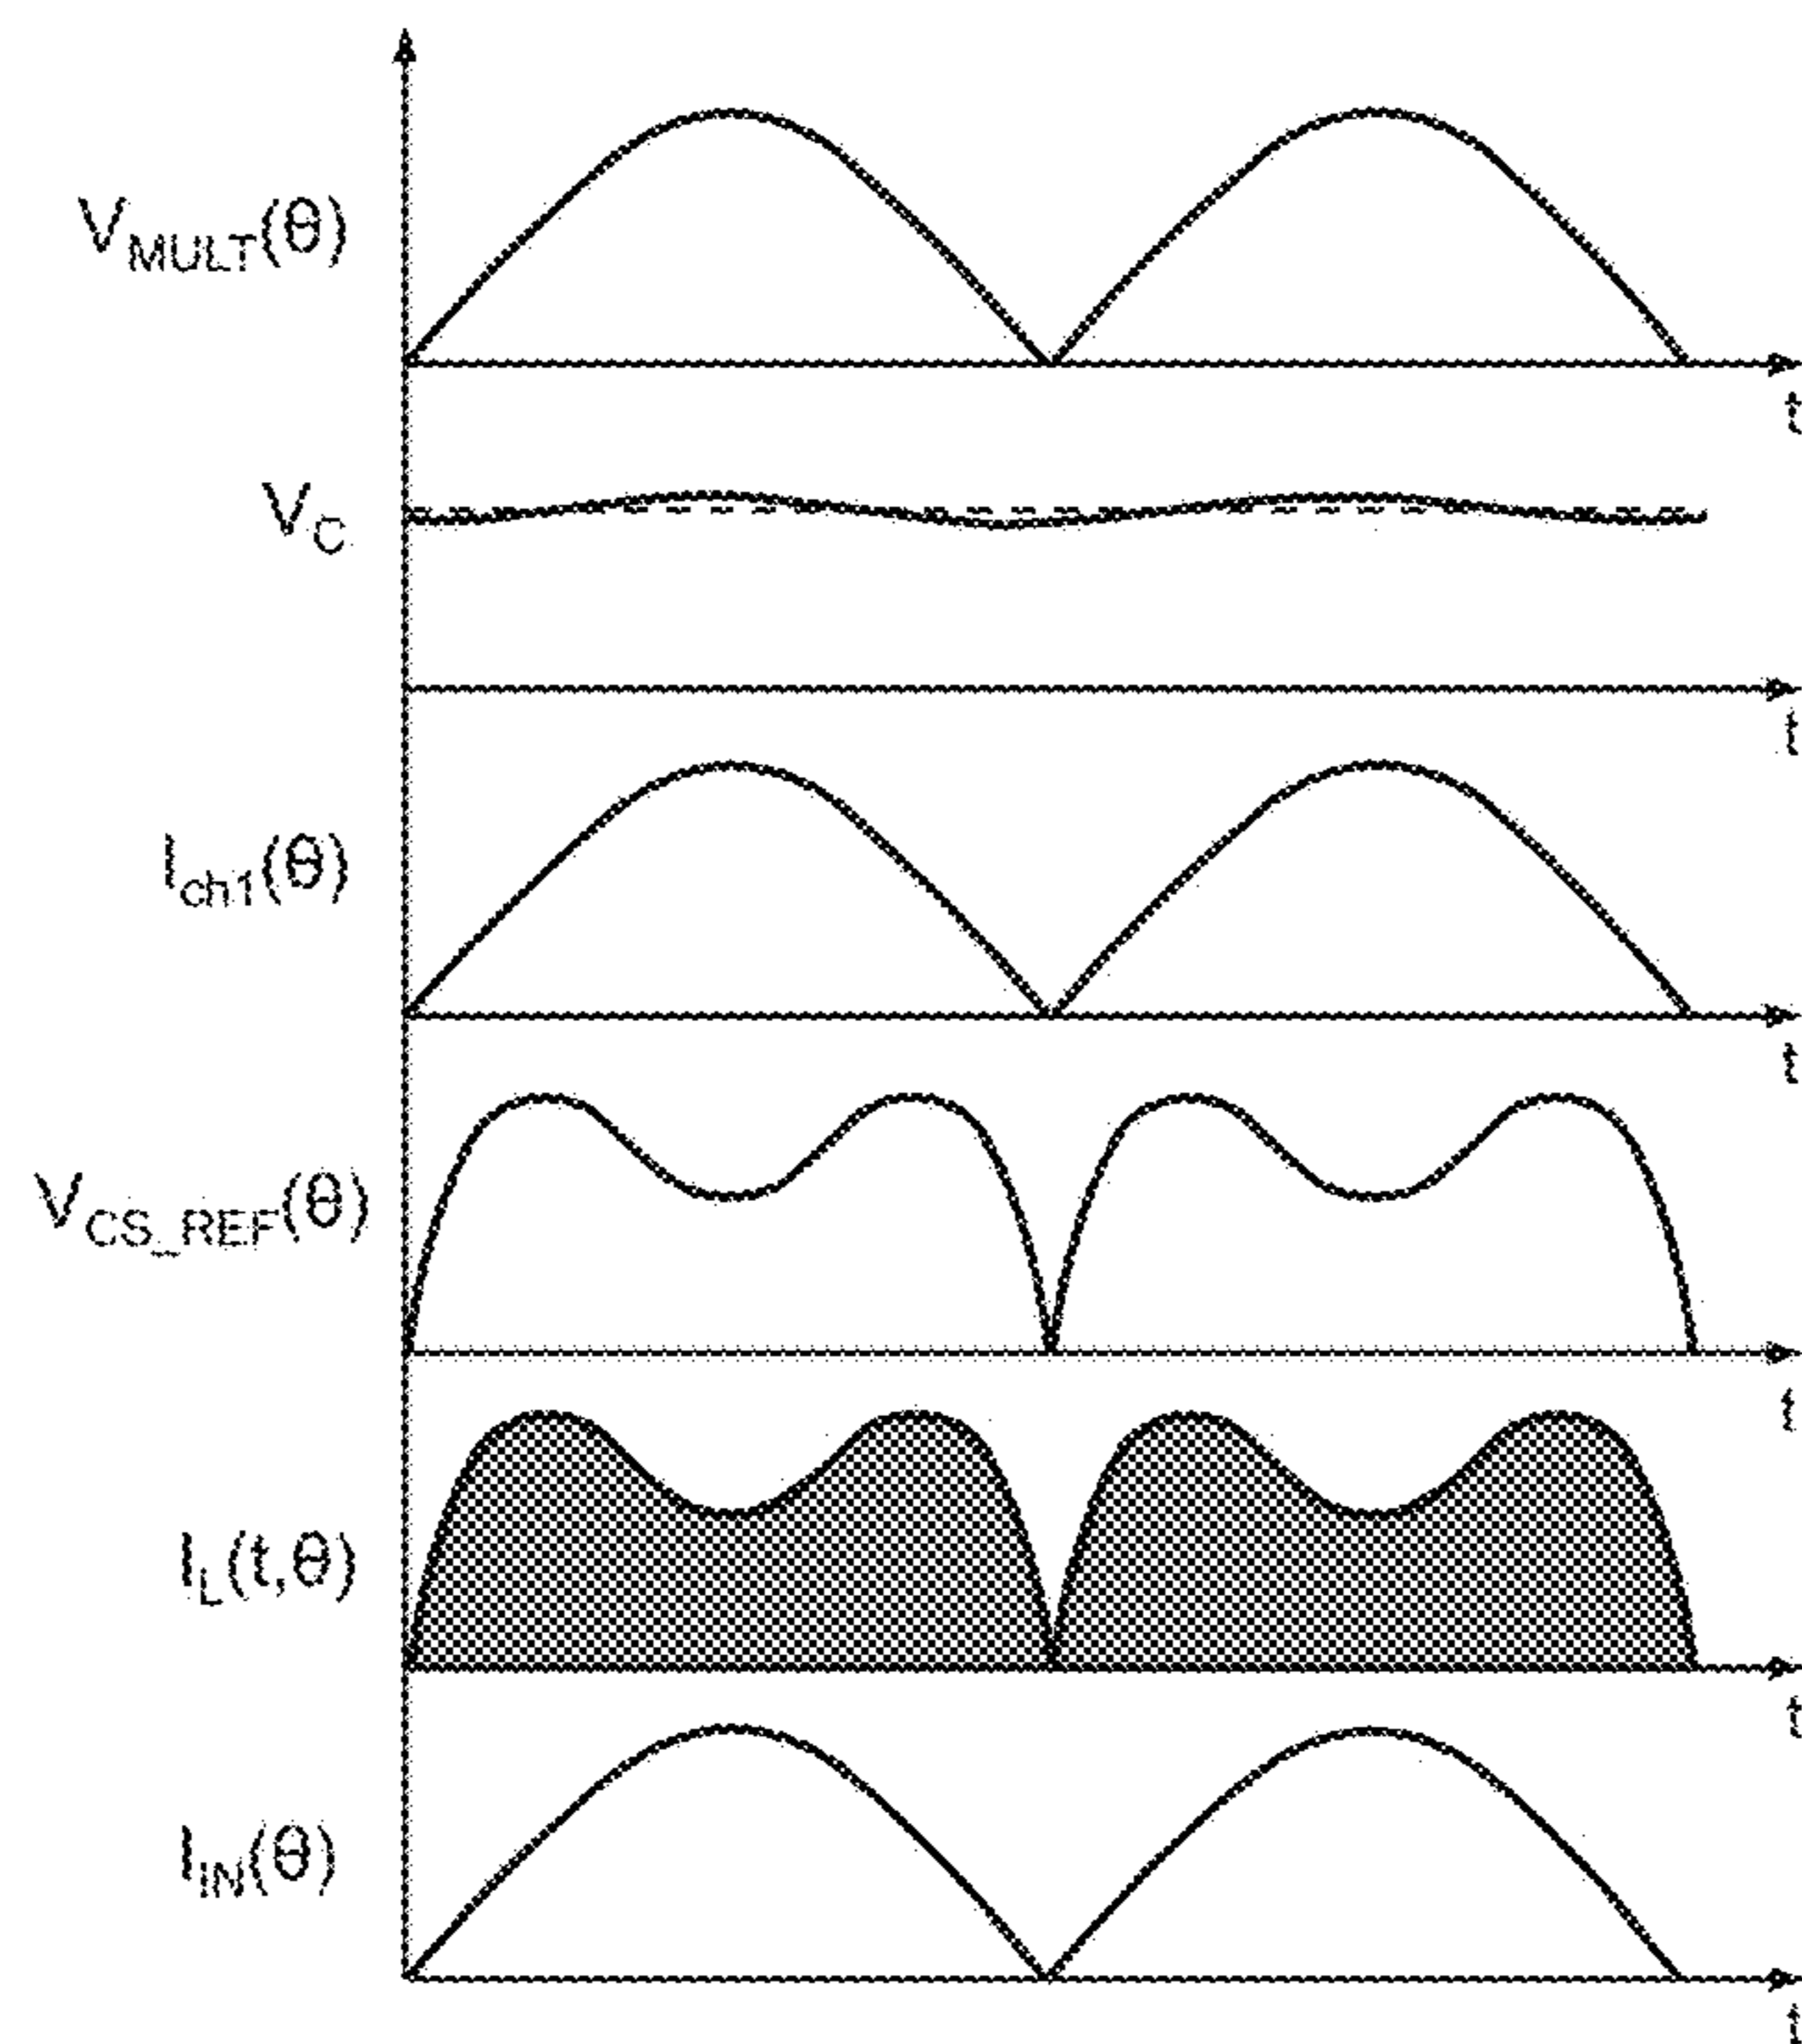 V_MULT(θ)
t
V_C
t
I_ch1(θ)
t
V_CS_REF(θ)
t
I_L(t,θ)
t
I_IN(θ)
t